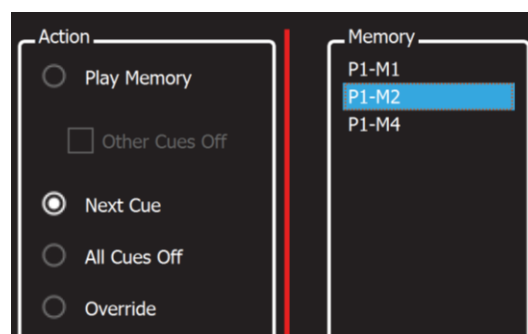 Action
Play Memory
Other Cues Off
Next Cue
All Cues Off
Override
Memory
P1-M1
P1-M2
P1-M4